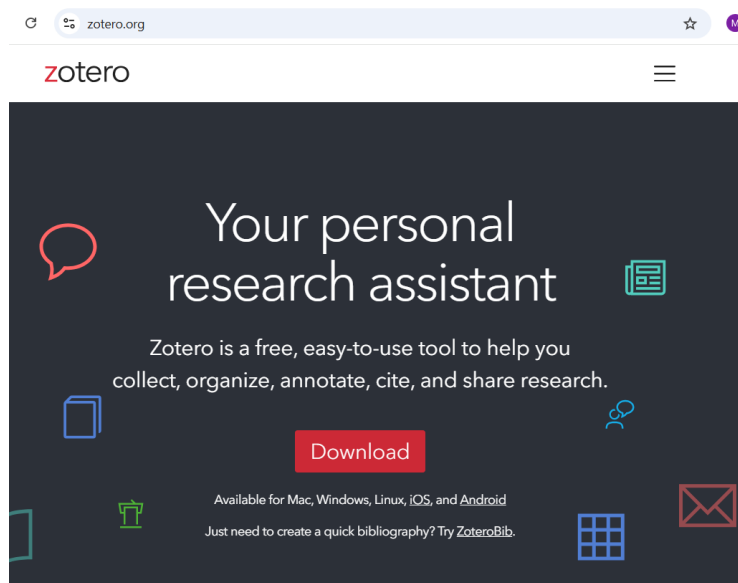 zotero.org
M
zotero
Your personal
research assistant
Zotero is a free, easy-to-use tool to help you
collect, organize, annotate, cite, and share research.
Download
Available for Mac, Windows, Linux, iOS, and Android
Just need to create a quick bibliography? Try ZoteroBib.